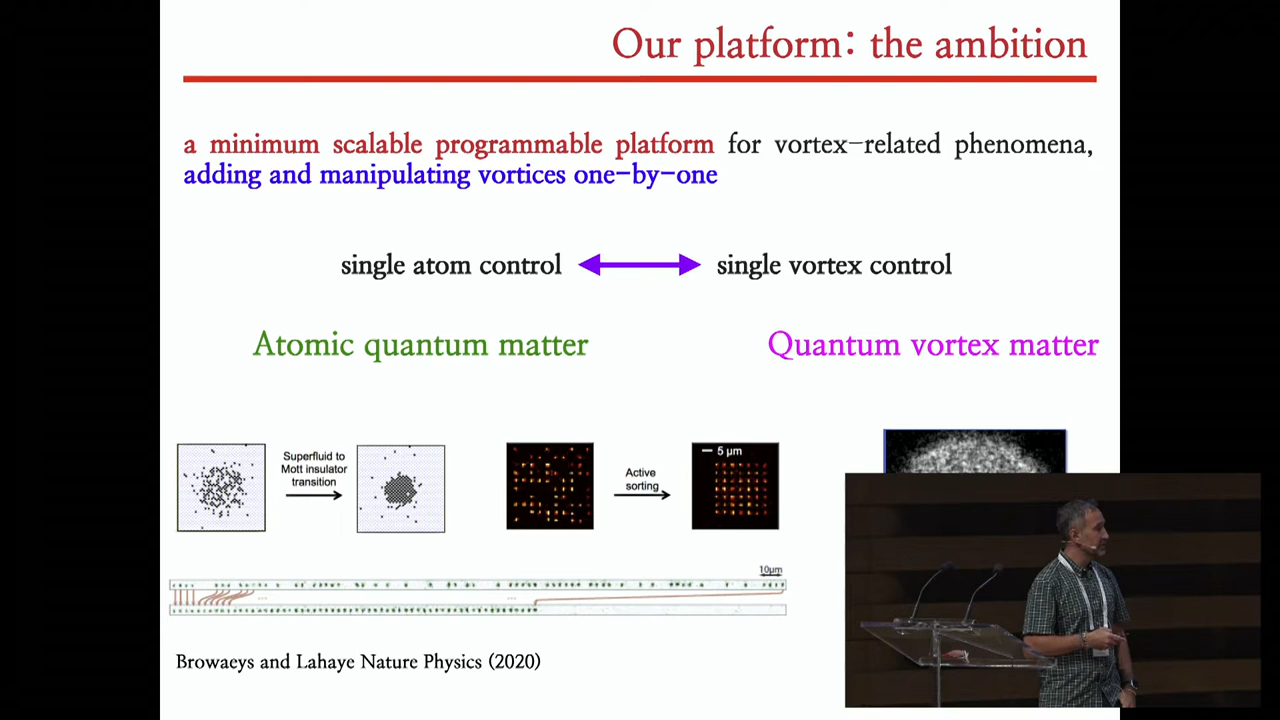 Our platform: the ambition
a minimum scalable programmable platform for vortex-related phenomena,
adding and manipulating vortices one-by-one
single atom control
single vortex control
Atomic quantum matter
Quantum vortex matter
Superfluid to
Mott insulator
transition
Active
sorting
5 μm
10μm
Browaeys and Lahaye Nature Physics (2020)